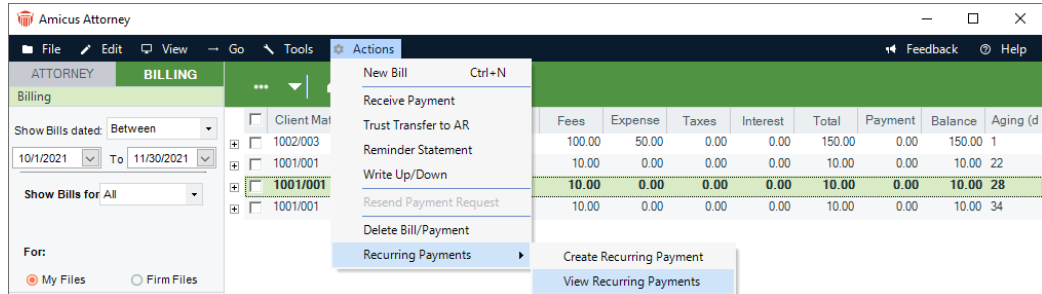 Amicus Attorney
File Edit View Go Tools Actions Feedback Help
ATTORNEY BILLING
Billing
New Bill Ctrl+N
Receive Payment
Trust Transfer to AR
Reminder Statement
Write Up/Down
Resend Payment Request
Delete Bill/Payment
Recurring Payments
Create Recurring Payment
View Recurring Payments
Show Bills dated: Between
10/1/2021 To 11/30/2021
Show Bills for All
For:
My Files Firm Files
Client Mat Fees Expense Taxes Interest Total Payment Balance Aging (d
1002/003 100.00 50.00 0.00 0.00 150.00 0.00 150.00 1
1001/001 10.00 0.00 0.00 0.00 10.00 0.00 10.00 22
1001/001 10.00 0.00 0.00 0.00 10.00 0.00 10.00 28
1001/001 10.00 0.00 0.00 0.00 10.00 0.00 10.00 34